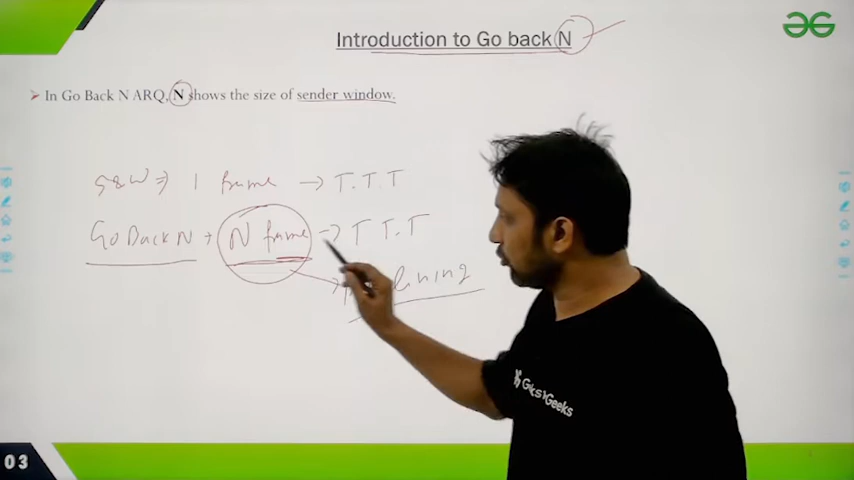 Introduction to Go back N
In Go Back N ARQ, N shows the size of sender window.
S&W ⇒ 1 frame → T.T.T
Go Back N → N frame → T T.T
GeeksforGeeks
03